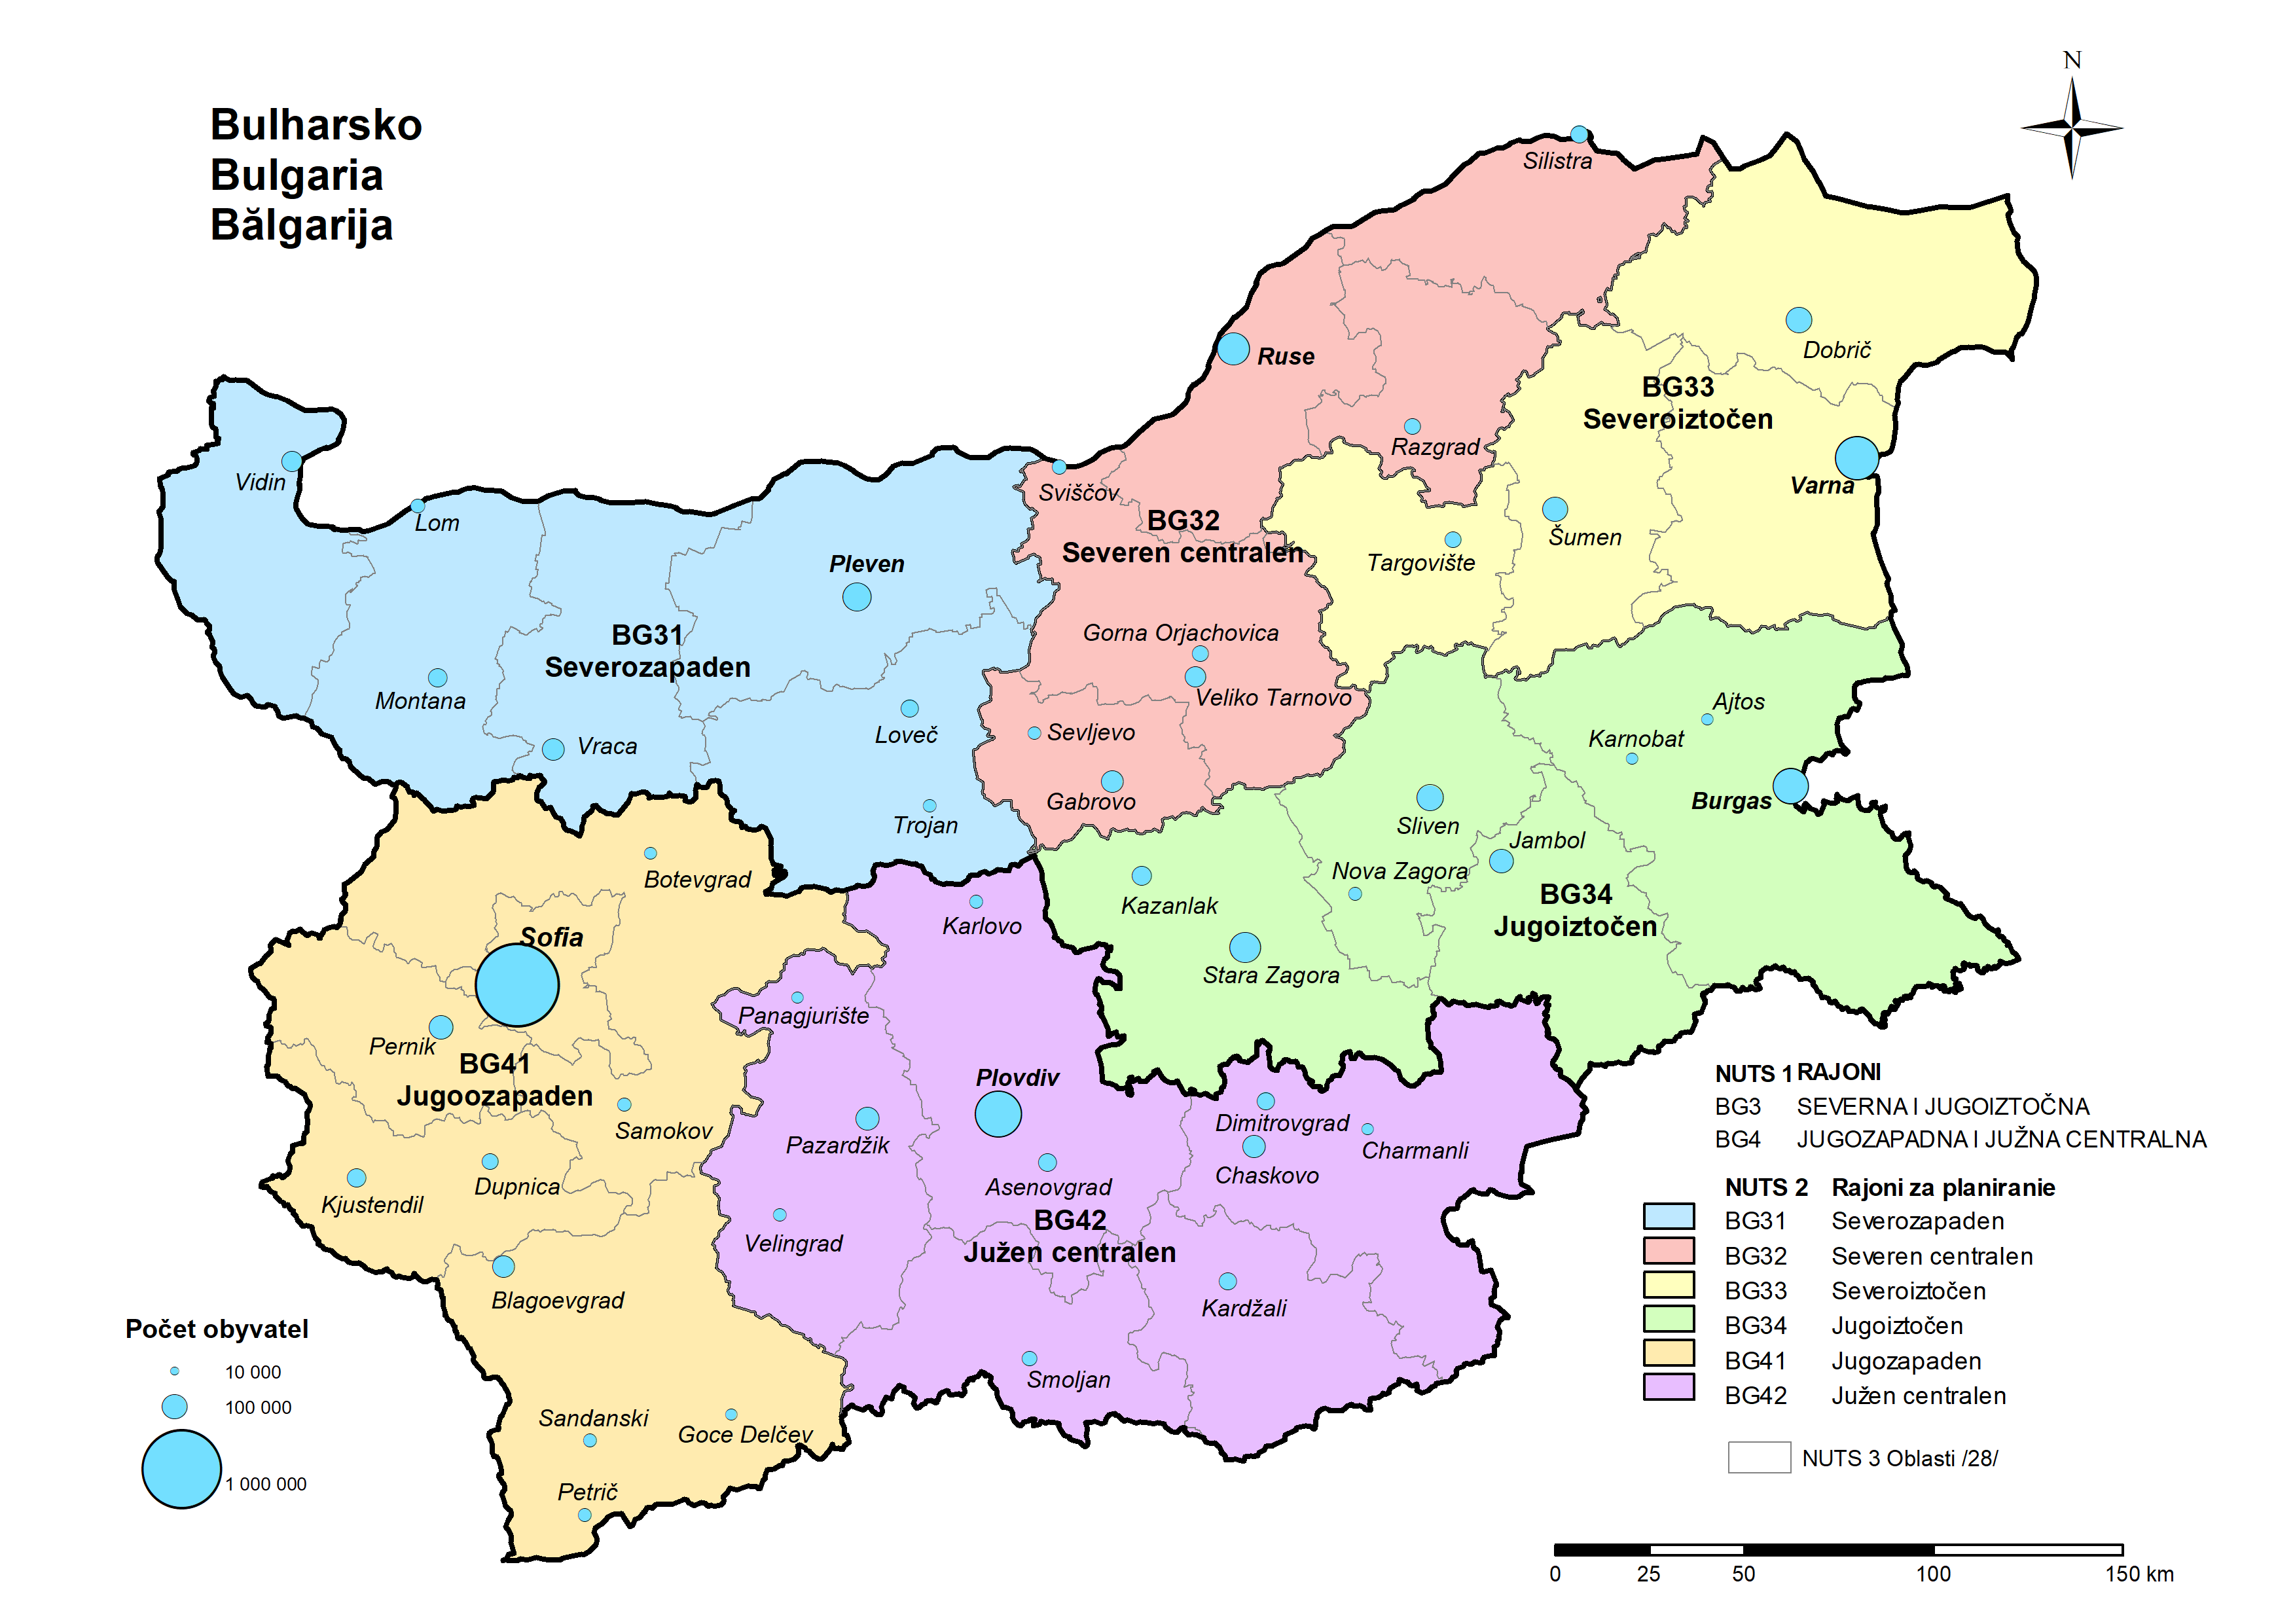 Bulharsko
Bulgaria
Bălgarija
N
Silistra
Ruse
Dobrič
BG33
Severoiztočen
Razgrad
Vidin
Varna
Svišč̌ov
Lom
BG32
Severen centralen
Šumen
Targovište
Pleven
BG31
Severozapaden
Gorna Orjachovica
Veliko Tarnovo
Montana
Ajtos
Loveč
Sevljevo
Karnobat
Vraca
Gabrovo
Burgas
Trojan
Sliven
Jambol
Botevgrad
Nova Zagora
BG34
Jugoiztočen
Kazanlak
Karlovo
Sofia
Stara Zagora
Panagjurište
Pernik
BG41
Jugoozapaden
Plovdiv
NUTS 1 RAJONI
BG3 SEVERNA I JUGOIZTOČNA
BG4 JUGOZAPADNA I JUŽNA CENTRALNA
Samokov
Dimitrovgrad
Pazardžik
Charmanli
Chaskovo
Dupnica
Asenovgrad
Kjustendil
BG42
Južen centralen
Velingrad
NUTS 2 Rajoni za planiranie
BG31 Severozapaden
BG32 Severen centralen
BG33 Severoiztočen
BG34 Jugoiztočen
BG41 Jugozapaden
BG42 Južen centralen
Blagoevgrad
Kardžali
Smoljan
Sandanski
Goce Delčev
Petrič
Počet obyvatel
10 000
100 000
1 000 000
NUTS 3 Oblasti /28/
0 25 50 100 150 km